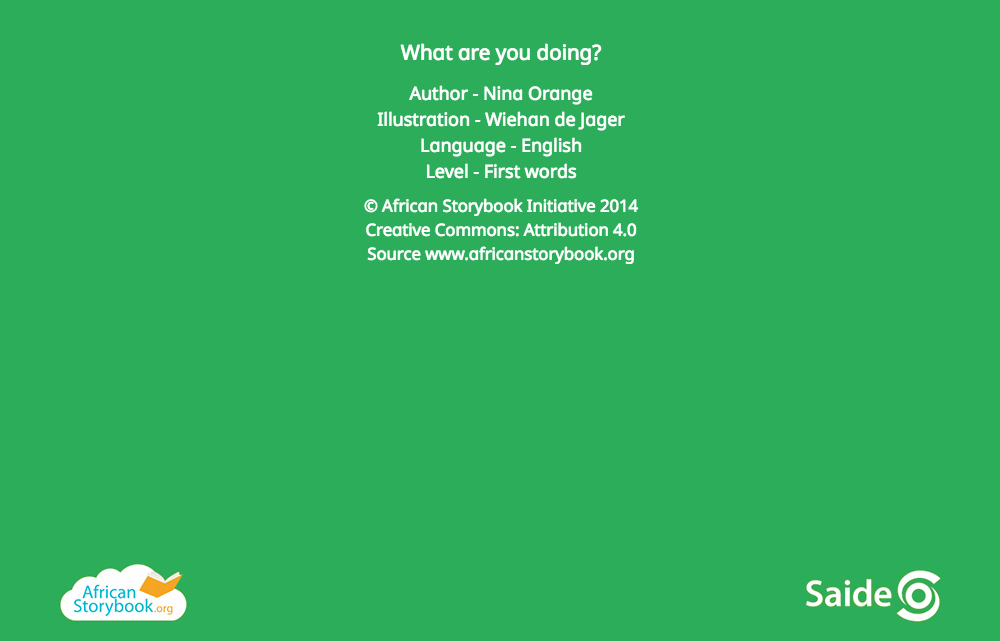 What are you doing?
Author - Nina Orange
Illustration - Wiehan de Jager
Language - English
Level - First words
© African Storybook Initiative 2014
Creative Commons: Attribution 4.0
Source www.africanstorybook.org
African
Storybook.org
Saide